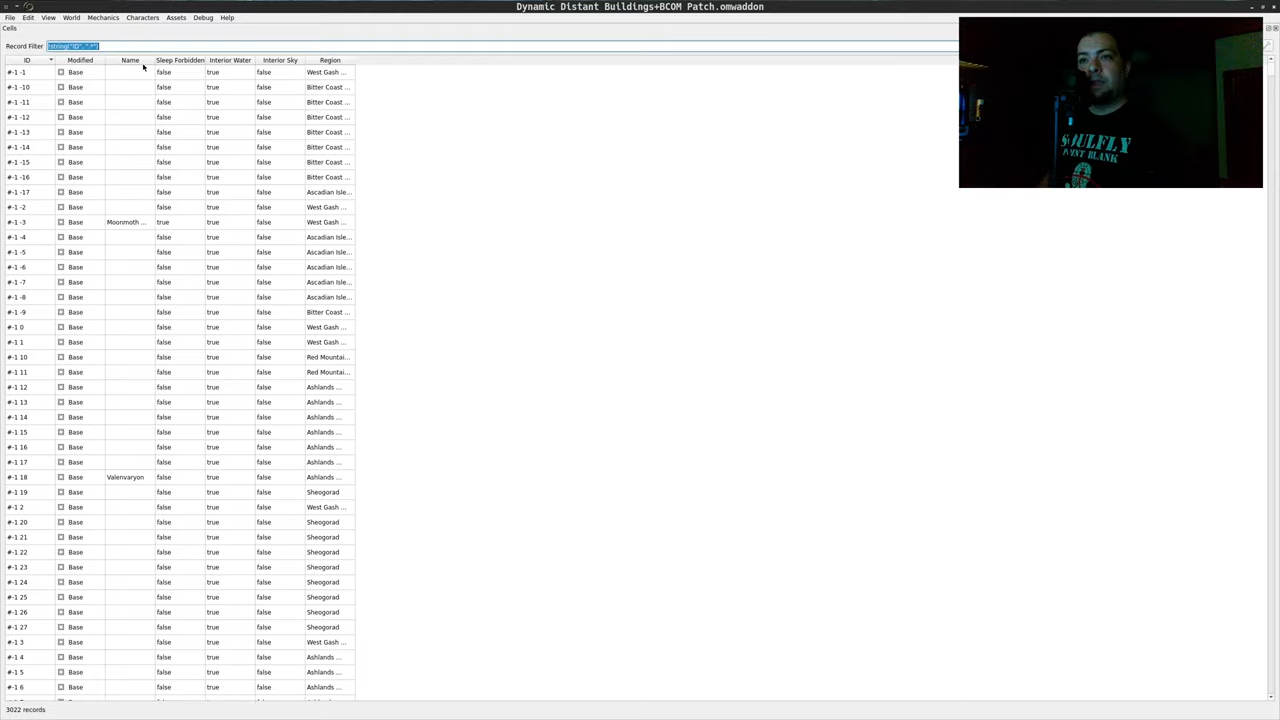 Dynamic Distant Buildings+BCOM Patch.omwaddon
File Edit View World Mechanics Characters Assets Debug Help
Cells
Record Filter !string("ID", ".*")
ID Modified Name Sleep Forbidden Interior Water Interior Sky Region
#-1 -1 Base false true false West Gash ...
#-1 -10 Base false true false Bitter Coast ...
#-1 -11 Base false true false Bitter Coast ...
#-1 -12 Base false true false Bitter Coast ...
#-1 -13 Base false true false Bitter Coast ...
#-1 -14 Base false true false Bitter Coast ...
#-1 -15 Base false true false Bitter Coast ...
#-1 -16 Base false true false Bitter Coast ...
#-1 -17 Base false true false Ascadian Isle...
#-1 -2 Base false true false West Gash ...
#-1 -3 Base Moonmoth ... true true false West Gash ...
#-1 -4 Base false true false Ascadian Isle...
#-1 -5 Base false true false Ascadian Isle...
#-1 -6 Base false true false Ascadian Isle...
#-1 -7 Base false true false Ascadian Isle...
#-1 -8 Base false true false Ascadian Isle...
#-1 -9 Base false true false Bitter Coast ...
#-1 0 Base false true false West Gash ...
#-1 1 Base false true false West Gash ...
#-1 10 Base false true false Red Mountai...
#-1 11 Base false true false Red Mountai...
#-1 12 Base false true false Ashlands ...
#-1 13 Base false true false Ashlands ...
#-1 14 Base false true false Ashlands ...
#-1 15 Base false true false Ashlands ...
#-1 16 Base false true false Ashlands ...
#-1 17 Base false true false Ashlands ...
#-1 18 Base Valenvaryon false true false Ashlands ...
#-1 19 Base false true false Sheogorad
#-1 2 Base false true false West Gash ...
#-1 20 Base false true false Sheogorad
#-1 21 Base false true false Sheogorad
#-1 22 Base false true false Sheogorad
#-1 23 Base false true false Sheogorad
#-1 24 Base false true false Sheogorad
#-1 25 Base false true false Sheogorad
#-1 26 Base false true false Sheogorad
#-1 27 Base false true false Sheogorad
#-1 3 Base false true false West Gash ...
#-1 4 Base false true false Ashlands ...
#-1 5 Base false true false Ashlands ...
#-1 6 Base false true false Ashlands ...
3022 records
SOULFLY
POINT BLANK